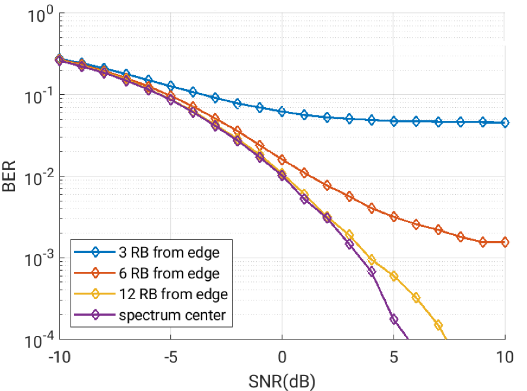 10^0
10^-1
10^-2
10^-3
10^-4
BER
3 RB from edge
6 RB from edge
12 RB from edge
spectrum center
-10 -5 0 5 10
SNR(dB)